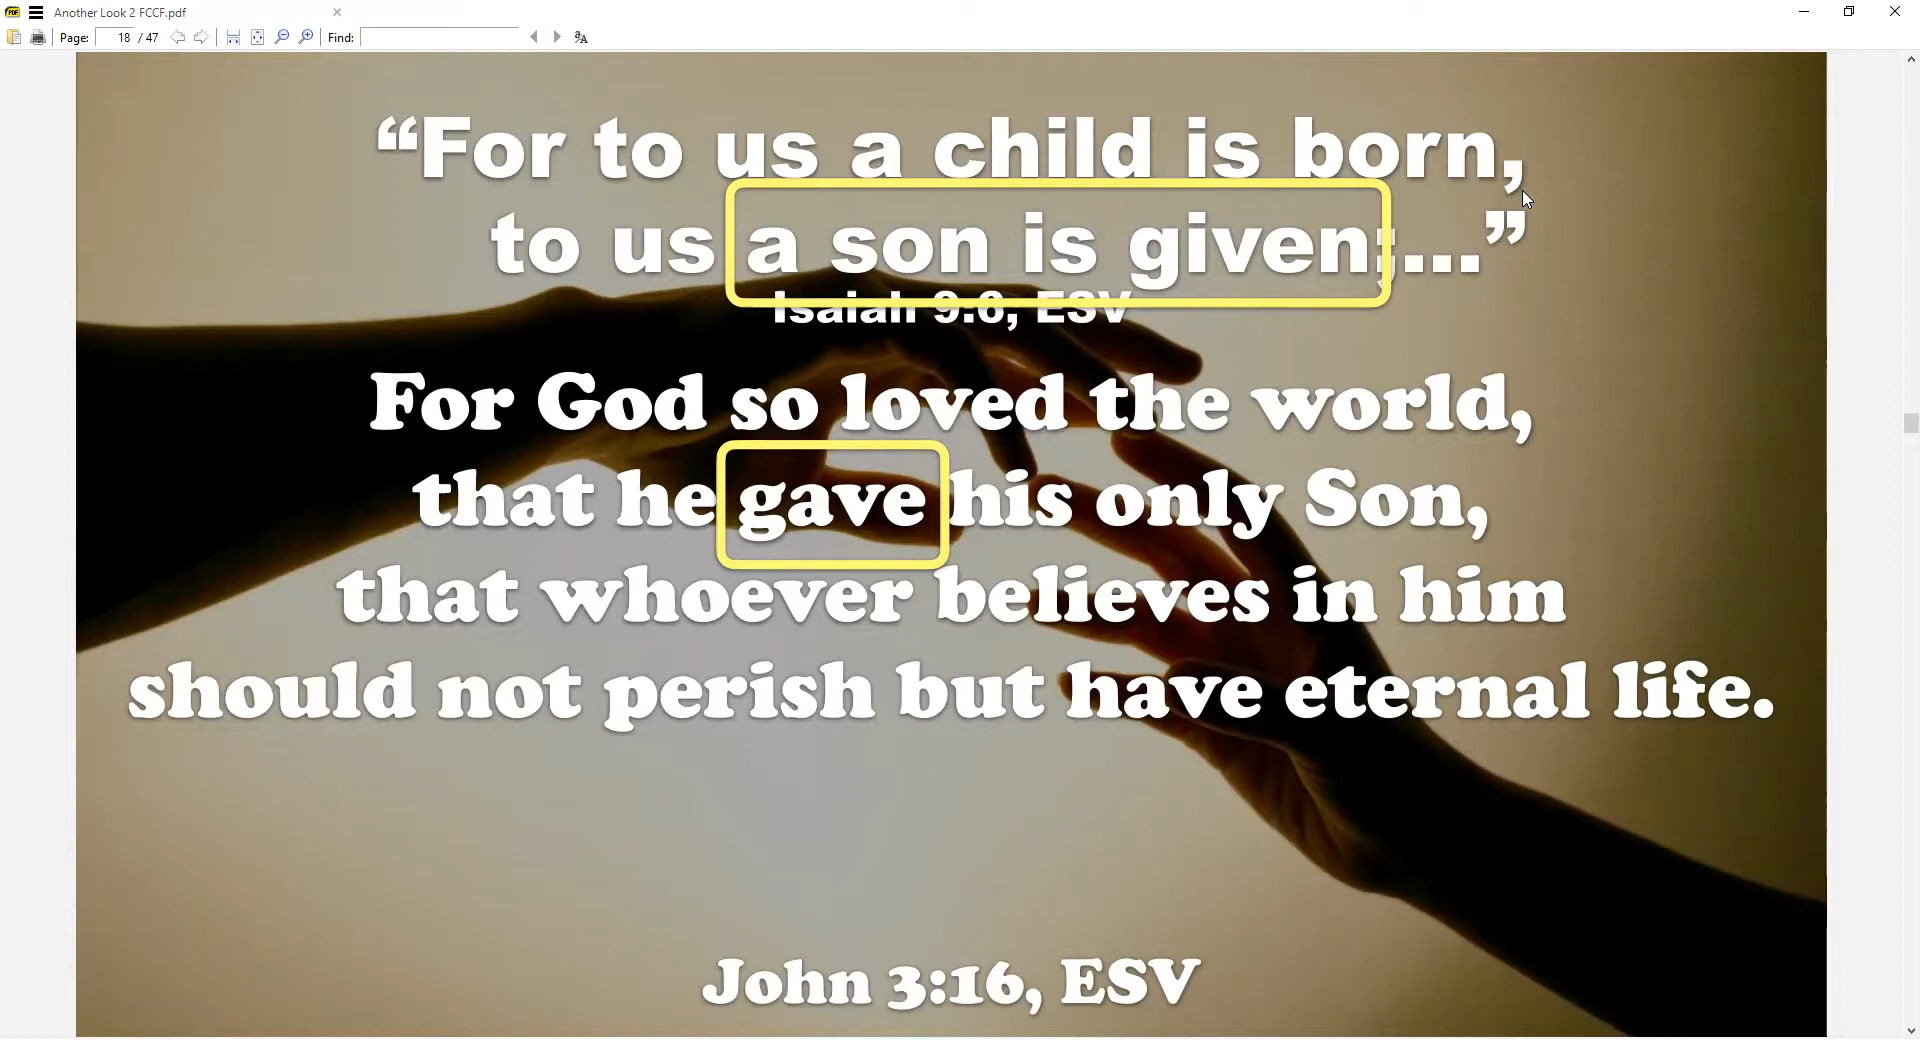 Another Look 2 FCCF.pdf
Page: 18 / 47 Find:
“For to us a child is born,
to us a son is given;...”
Isaiah 9:6, ESV
For God so loved the world,
that he gave his only Son,
that whoever believes in him
should not perish but have eternal life.
John 3:16, ESV